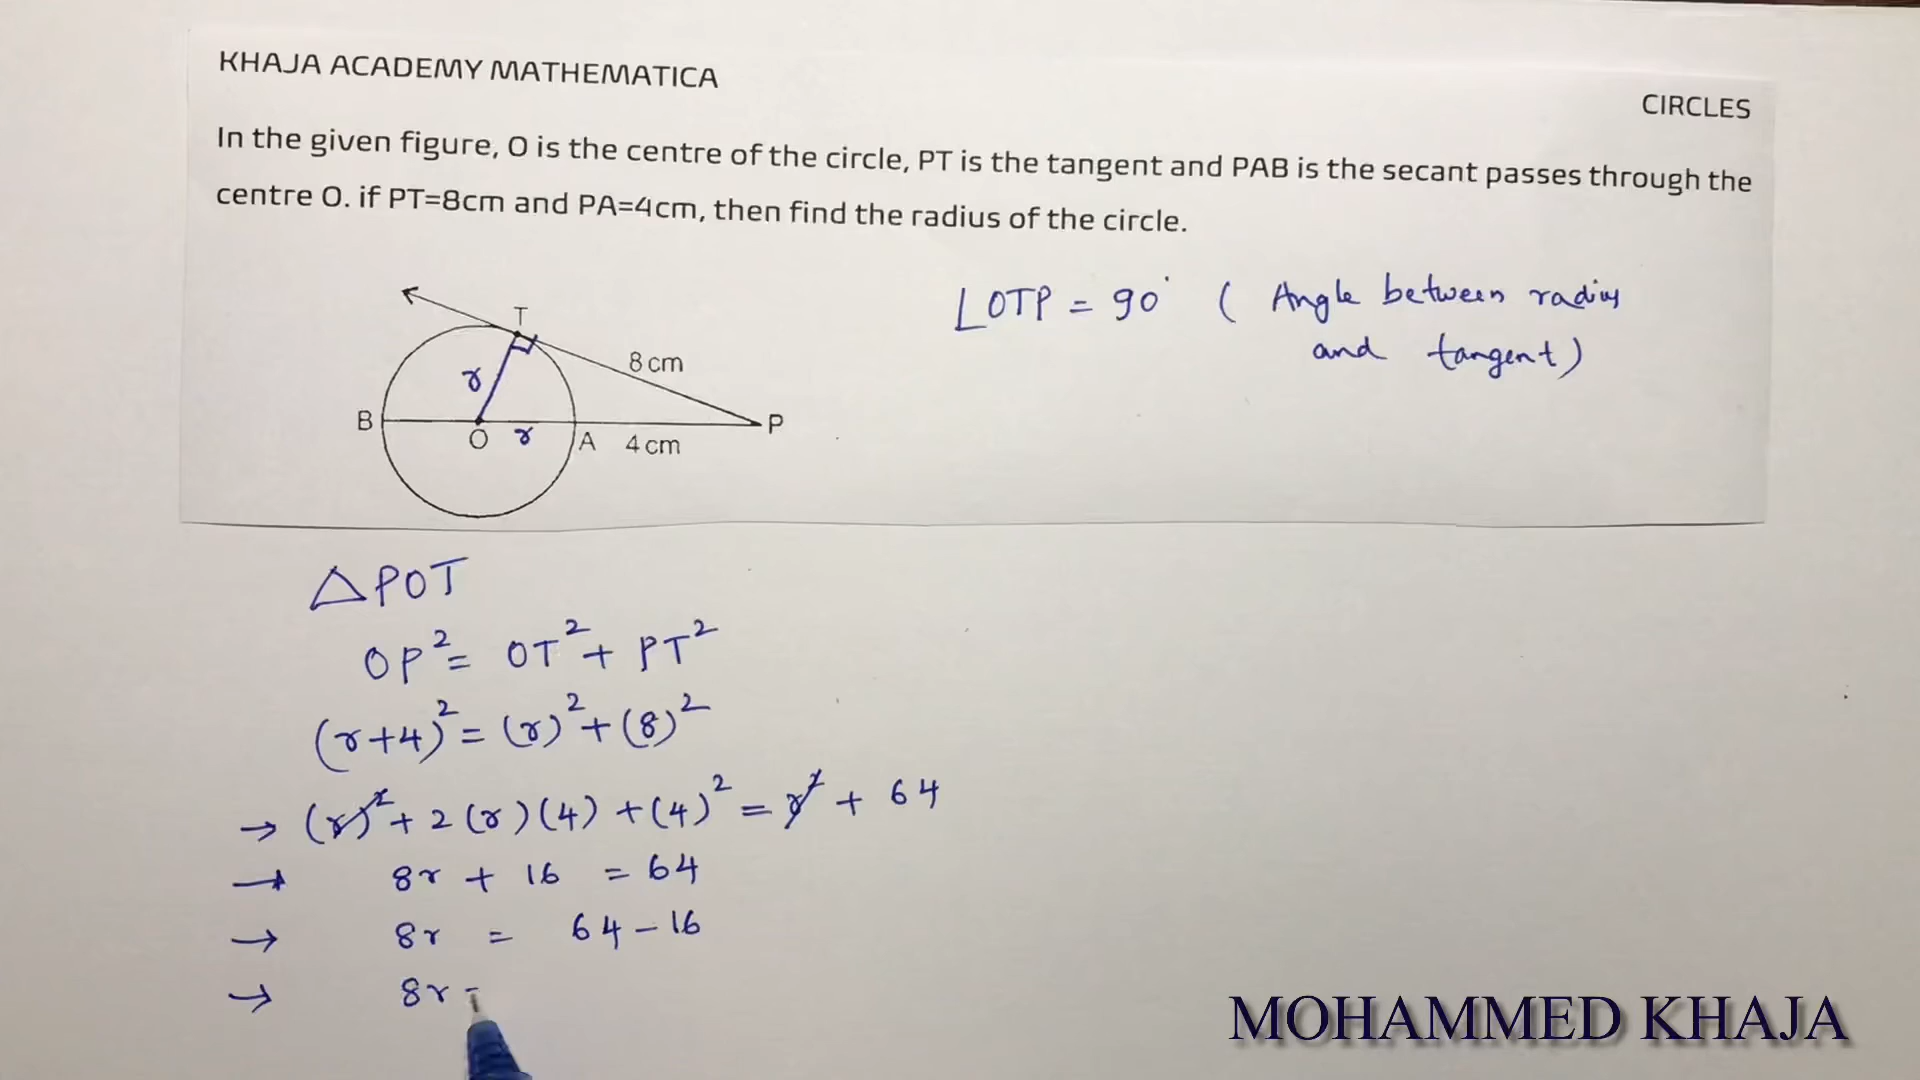 KHAJA ACADEMY MATHEMATICA
CIRCLES
In the given figure, O is the centre of the circle, PT is the tangent and PAB is the secant passes through the
centre O. if PT=8cm and PA=4cm, then find the radius of the circle.
∠OTP = 90° ( Angle between radius
and tangent)
T
r
8 cm
B
O
r
A
4 cm
P
△POT
OP² = OT² + PT²
(r+4)² = (r)² + (8)²
→ (r)² + 2(r)(4) + (4)² = r² + 64
→ 8r + 16 = 64
→ 8r = 64 - 16
→ 8r =
MOHAMMED KHAJA